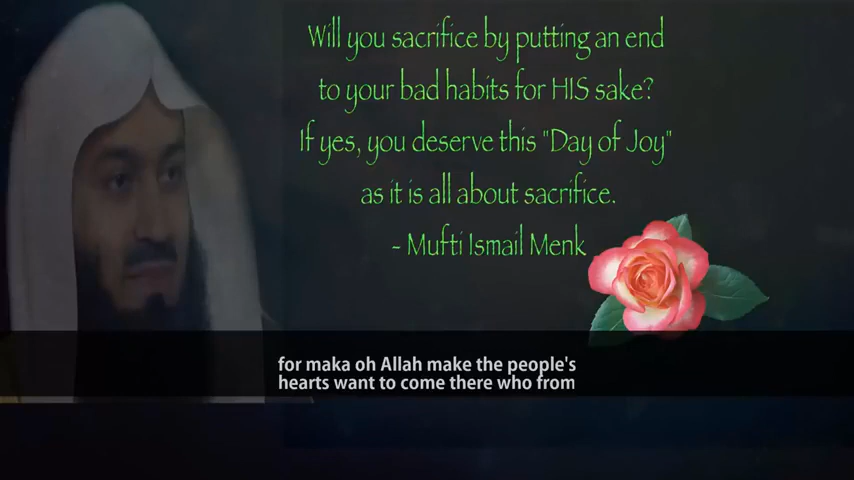 Will you sacrifice by putting an end
to your bad habits for HIS sake?
If yes, you deserve this "Day of Joy"
as it is all about sacrifice.
- Mufti Ismail Menk
for maka oh Allah make the people's
hearts want to come there who from